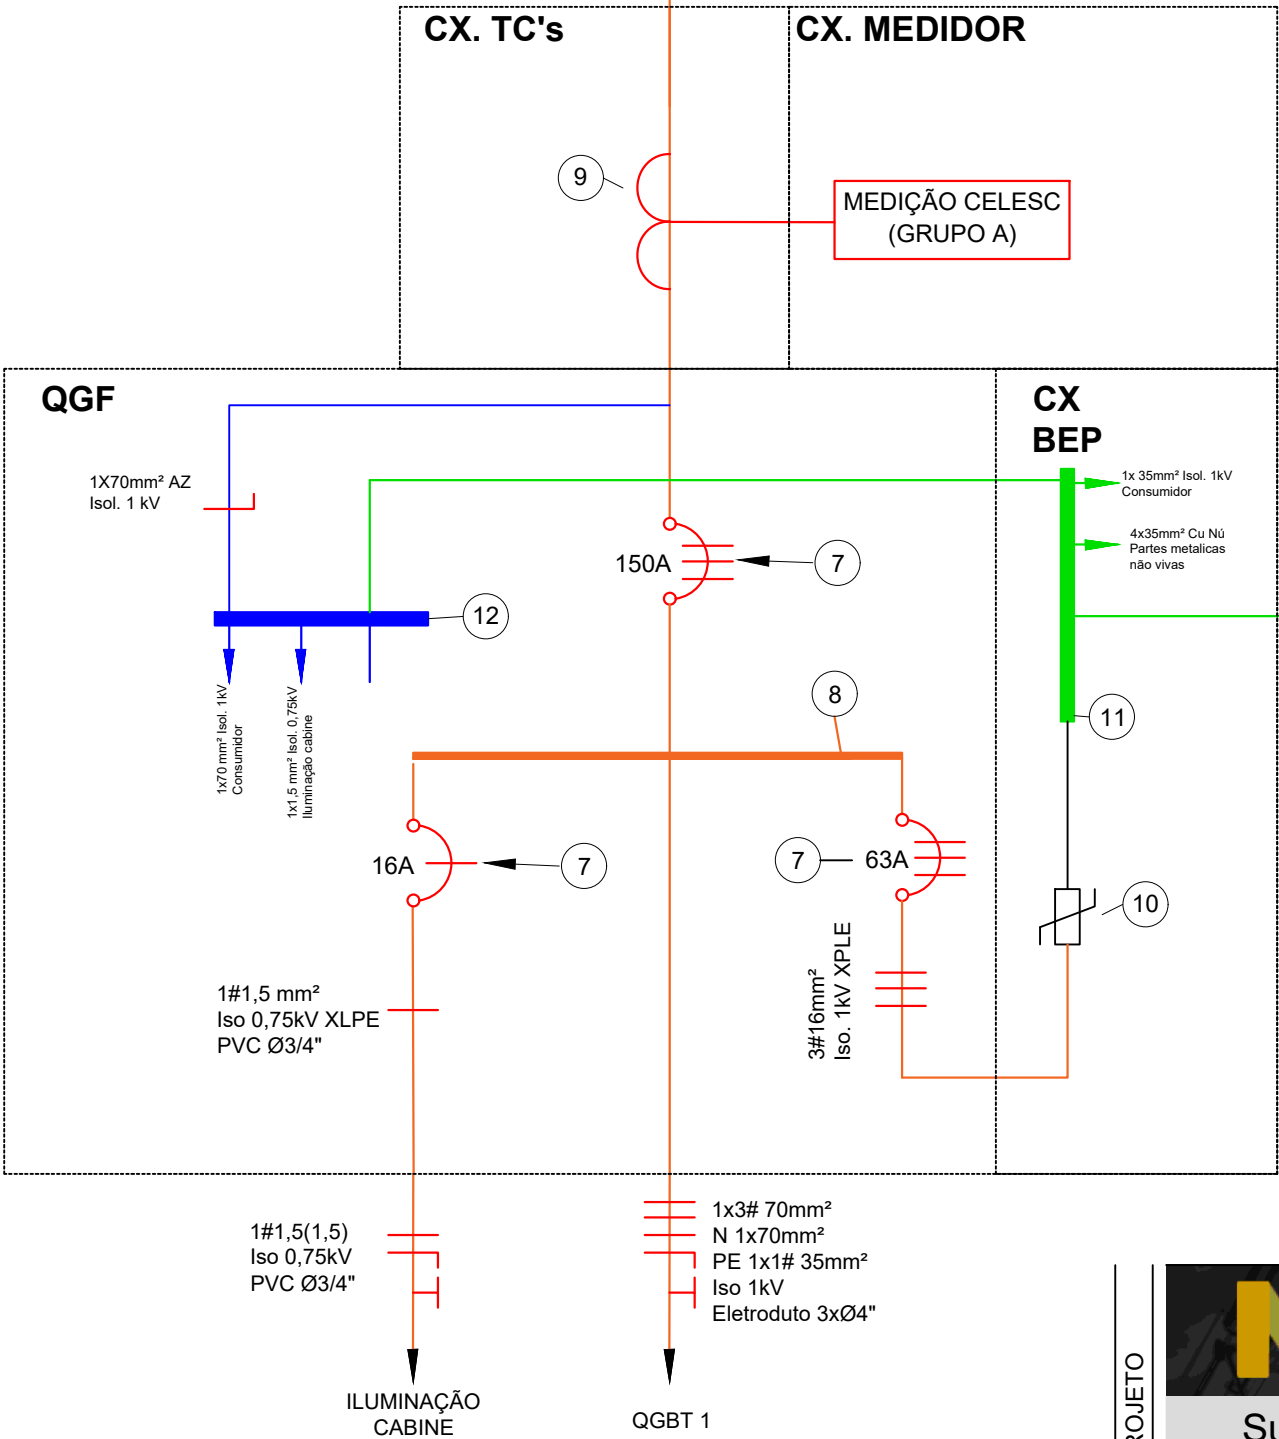 CX. TC's
CX. MEDIDOR
9
MEDIÇÃO CELESC
(GRUPO A)
QGF
CX
BEP
1X70mm² AZ
Isol. 1 kV
1x 35mm² Isol. 1kV
Consumidor
4x35mm² Cu Nú
Partes metalicas
não vivas
150A
7
12
1x70 mm² Isol. 1kV
Consumidor
1x1,5 mm² Isol. 0,75kV
Iluminação cabine
8
11
16A
7
7
63A
10
3#16mm²
Iso. 1kV XPLE
1#1,5 mm²
Iso 0,75kV XLPE
PVC Ø3/4"
1#1,5(1,5)
Iso 0,75kV
PVC Ø3/4"
1x3# 70mm²
N 1x70mm²
PE 1x1# 35mm²
Iso 1kV
Eletroduto 3xØ4"
ILUMINAÇÃO
CABINE
QGBT 1
ROJETO
Su